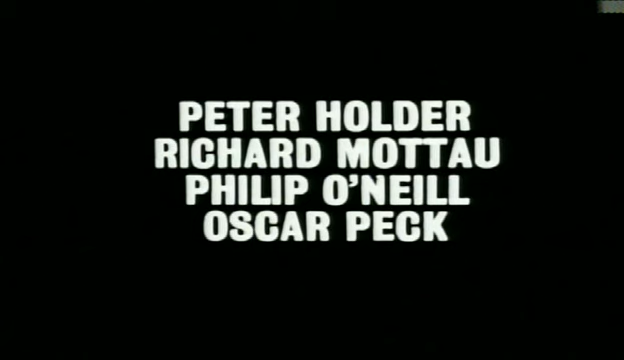 PETER HOLDER
RICHARD MOTTAU
PHILIP O'NEILL
OSCAR PECK